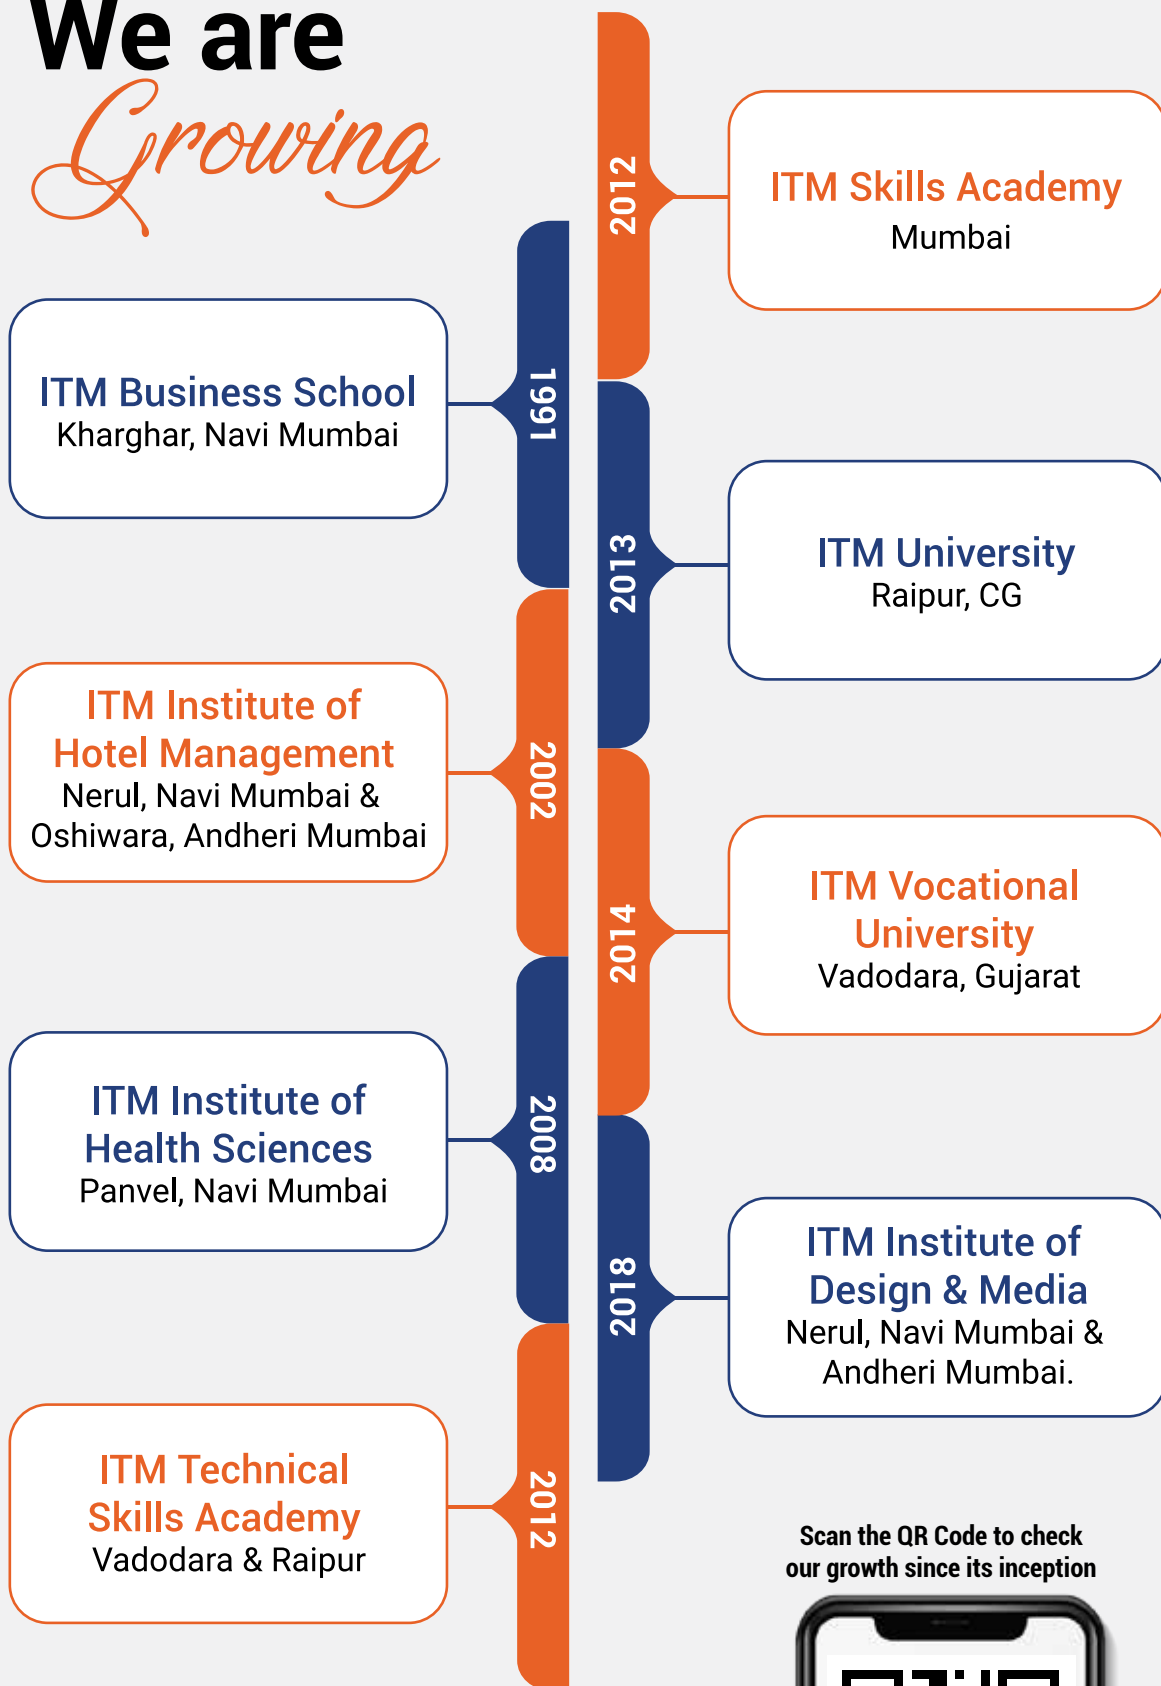 We are
Growing
1991
ITM Business School
Kharghar, Navi Mumbai
2002
ITM Institute of
Hotel Management
Nerul, Navi Mumbai &
Oshiwara, Andheri Mumbai
2008
ITM Institute of
Health Sciences
Panvel, Navi Mumbai
2012
ITM Technical
Skills Academy
Vadodara & Raipur
2012
ITM Skills Academy
Mumbai
2013
ITM University
Raipur, CG
2014
ITM Vocational
University
Vadodara, Gujarat
2018
ITM Institute of
Design & Media
Nerul, Navi Mumbai &
Andheri Mumbai.
Scan the QR Code to check
our growth since its inception